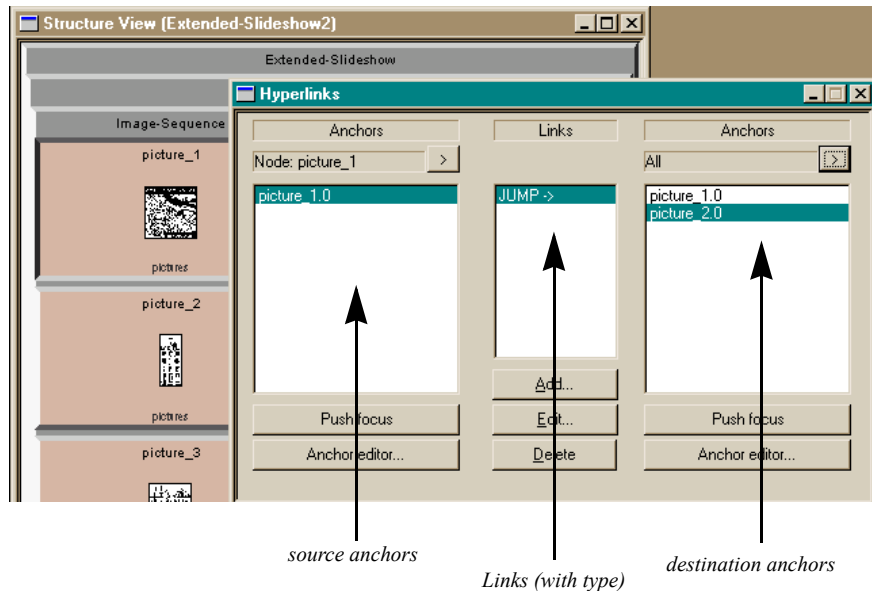 Structure View (Extended-Slideshow2)
Extended-Slideshow
Hyperlinks
Image-Sequence
picture_1
pictures
picture_2
pictures
picture_3
Anchors
Links
Anchors
Node: picture_1
>
All
>
picture_1.0
JUMP ->
picture_1.0
picture_2.0
Add...
Push focus
Edit...
Push focus
Anchor editor...
Delete
Anchor editor...
source anchors
Links (with type)
destination anchors